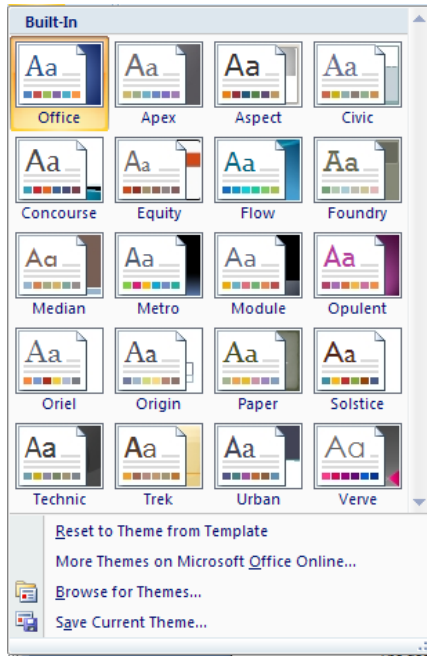 Built-In
Aa Aa Aa Aa
Office Apex Aspect Civic
Aa Aa Aa Aa
Concourse Equity Flow Foundry
Aa Aa Aa Aa
Median Metro Module Opulent
Aa Aa Aa Aa
Oriel Origin Paper Solstice
Aa Aa Aa Aa
Technic Trek Urban Verve
Reset to Theme from Template
More Themes on Microsoft Office Online...
Browse for Themes...
Save Current Theme...